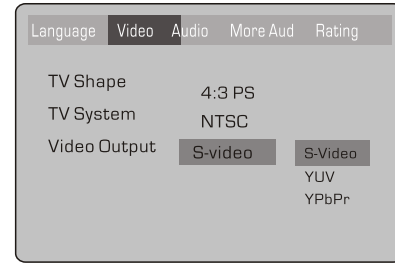 Language Video Audio More Aud Rating
TV Shape 4:3 PS
TV System NTSC
Video Output S-video S-Video
YUV
YPbPr